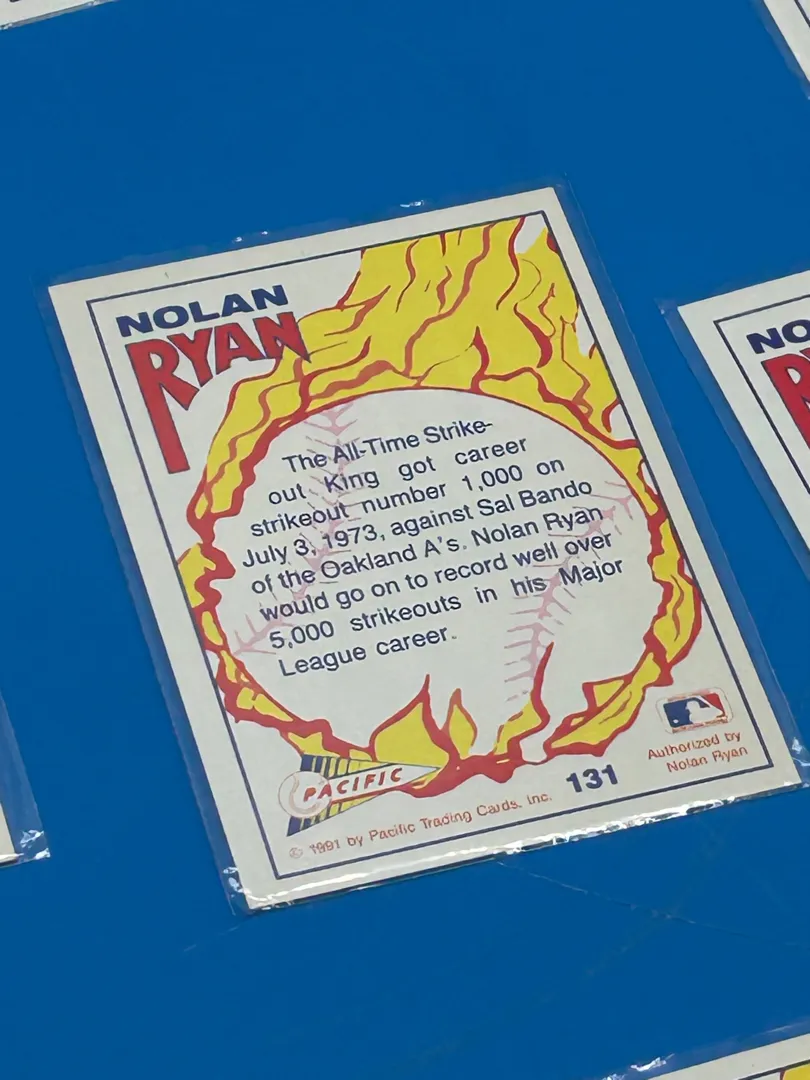 NOLAN
RYAN
The All-Time Strike-
out King got career
strikeout number 1,000 on
July 3, 1973, against Sal Bando
of the Oakland A's. Nolan Ryan
would go on to record well over
5,000 strikeouts in his Major
League career.
PACIFIC
131
Authorized by
Nolan Ryan
© 1991 by Pacific Trading Cards, Inc.
NO
R